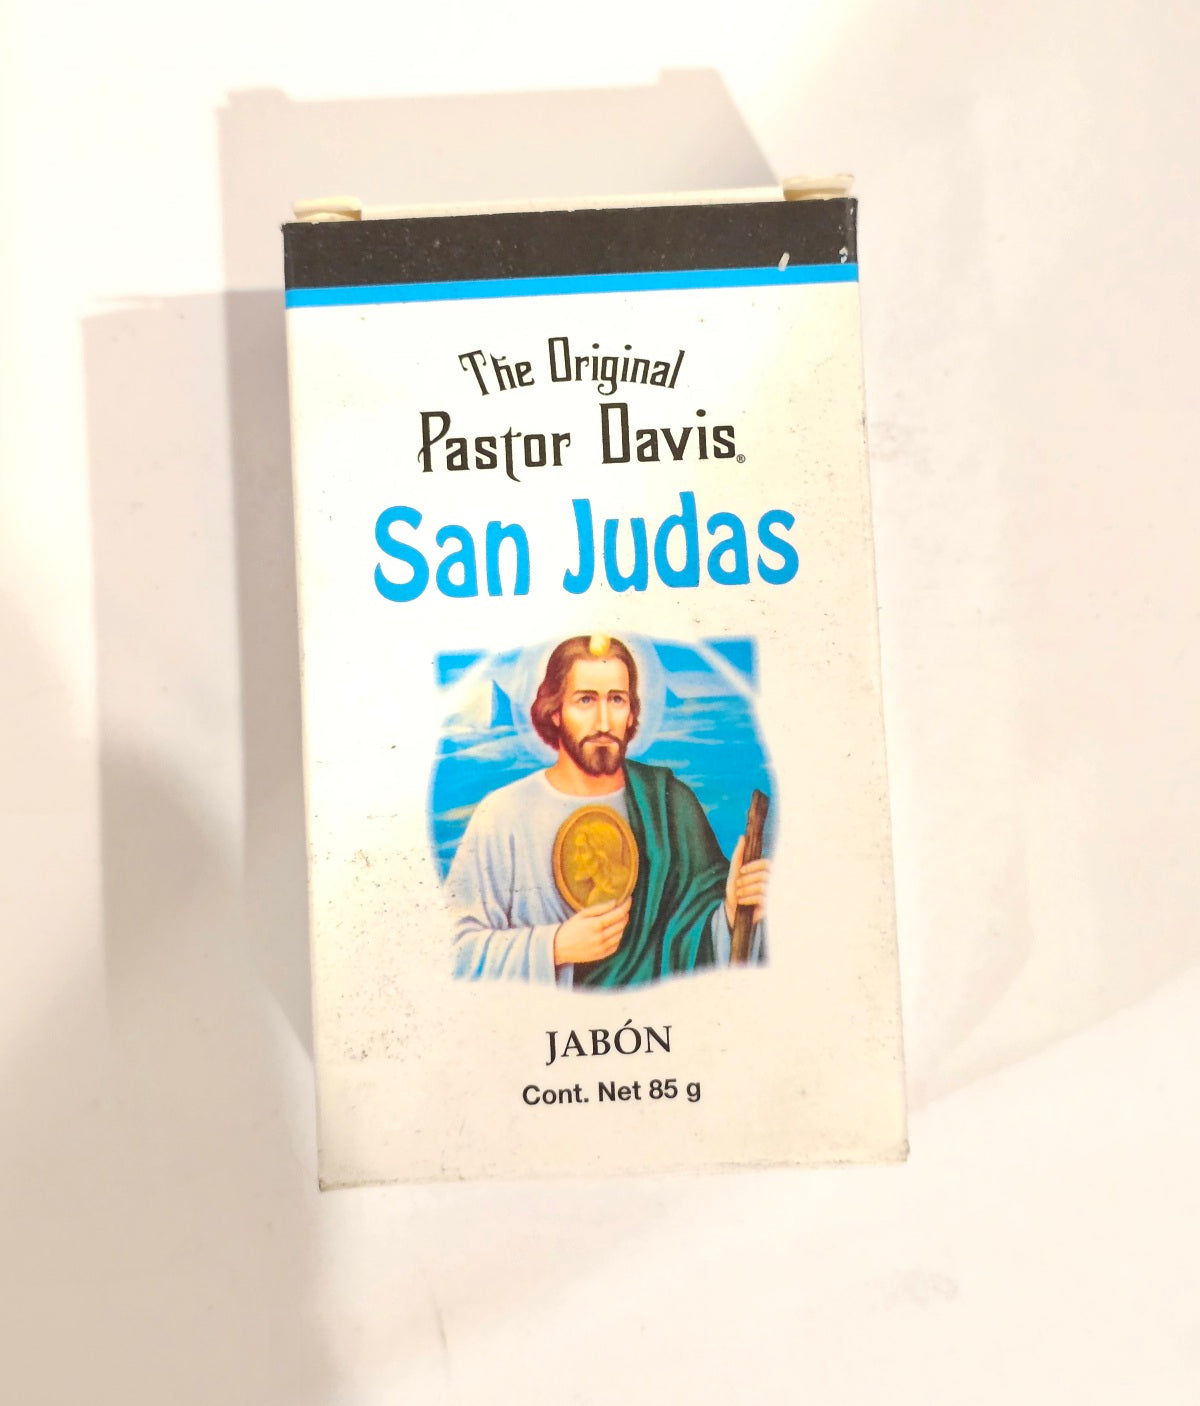 The Original
Pastor Davis®
San Judas
JABÓN
Cont. Net 85 g